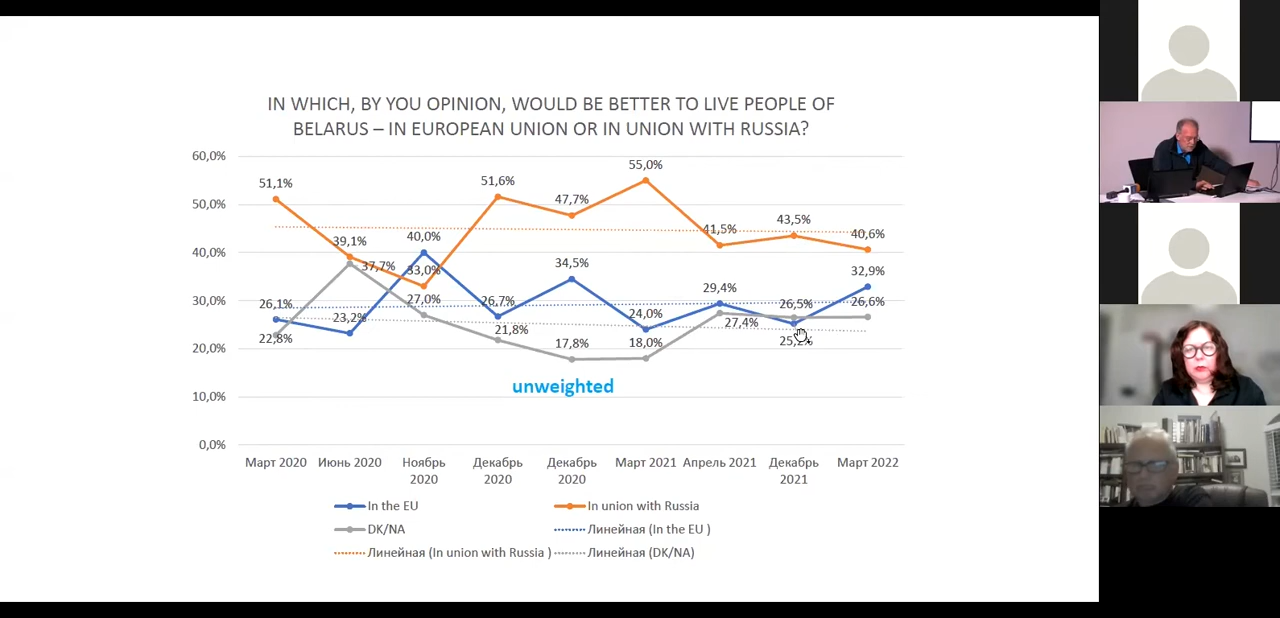 IN WHICH, BY YOU OPINION, WOULD BE BETTER TO LIVE PEOPLE OF
BELARUS – IN EUROPEAN UNION OR IN UNION WITH RUSSIA?
60,0%
50,0%
40,0%
30,0%
20,0%
10,0%
0,0%
51,1%
39,1%
33,0%
51,6%
47,7%
55,0%
41,5%
43,5%
40,6%
26,1%
23,2%
40,0%
26,7%
34,5%
24,0%
29,4%
25,2%
32,9%
22,8%
37,7%
27,0%
21,8%
17,8%
18,0%
27,4%
26,5%
26,6%
unweighted
Март 2020
Июнь 2020
Ноябрь
2020
Декабрь
2020
Декабрь
2020
Март 2021
Апрель 2021
Декабрь
2021
Март 2022
In the EU
In union with Russia
DK/NA
Линейная (In the EU )
Линейная (In union with Russia )
Линейная (DK/NA)